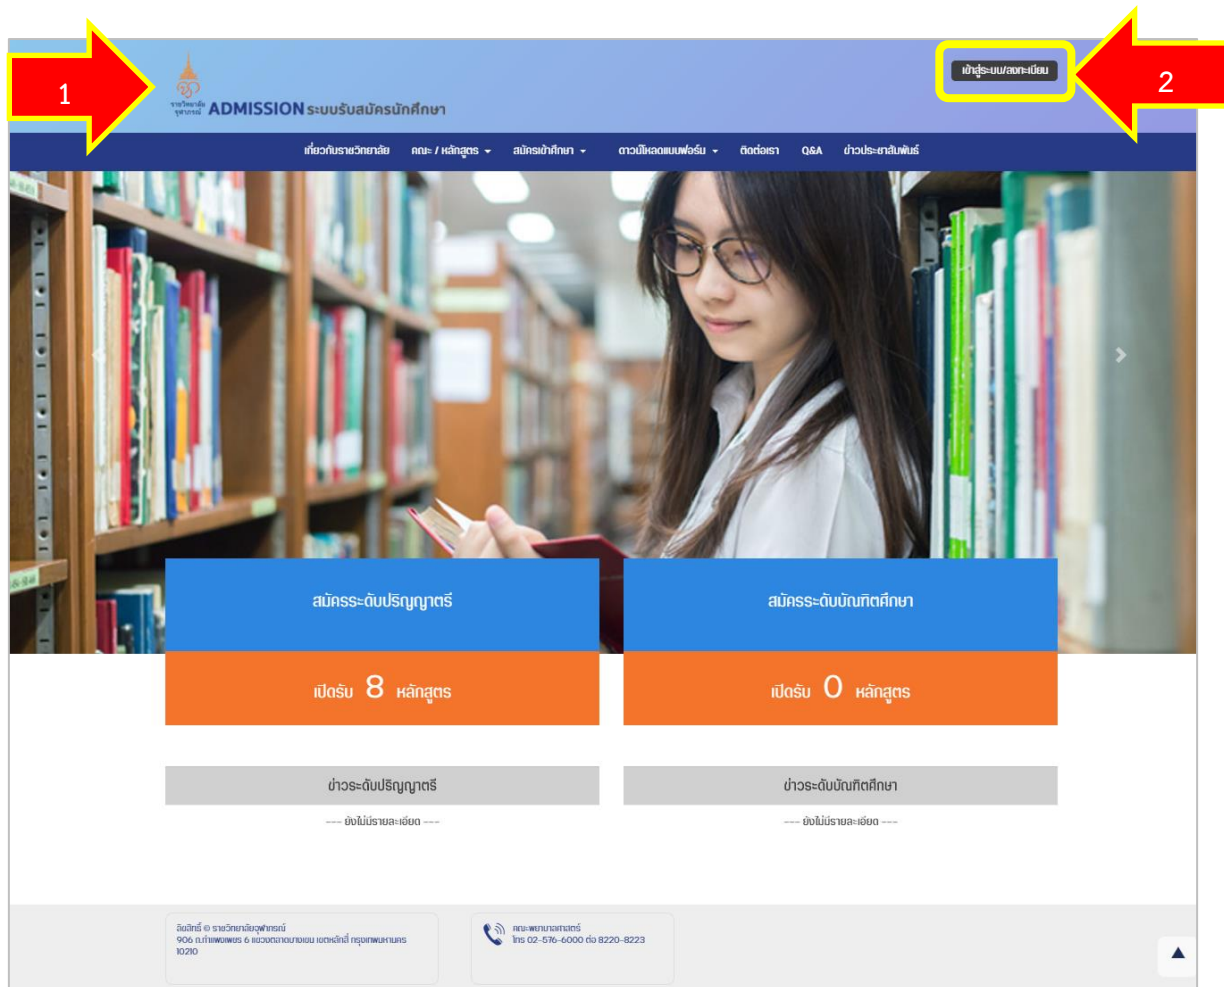 1
เข้าสู่ระบบ/ลงทะเบียน
2
ราชวิทยาลัย
จุฬาภรณ์
ADMISSION ระบบรับสมัครนักศึกษา
เกี่ยวกับราชวิทยาลัย คณะ / หลักสูตร สมัครเข้าศึกษา ดาวน์โหลดแบบฟอร์ม ติดต่อเรา Q&A ข่าวประชาสัมพันธ์
สมัครระดับปริญญาตรี
เปิดรับ 8 หลักสูตร
สมัครระดับบัณฑิตศึกษา
เปิดรับ 0 หลักสูตร
ข่าวระดับปริญญาตรี
--- ยังไม่มีรายละเอียด ---
ข่าวระดับบัณฑิตศึกษา
--- ยังไม่มีรายละเอียด ---
ลิขสิทธิ์ © ราชวิทยาลัยจุฬาภรณ์
906 ถ.กำแพงเพชร 6 แขวงตลาดบางเขน เขตหลักสี่ กรุงเทพมหานคร
10210
คณะพยาบาลศาสตร์
โทร 02-576-6000 ต่อ 8220-8223